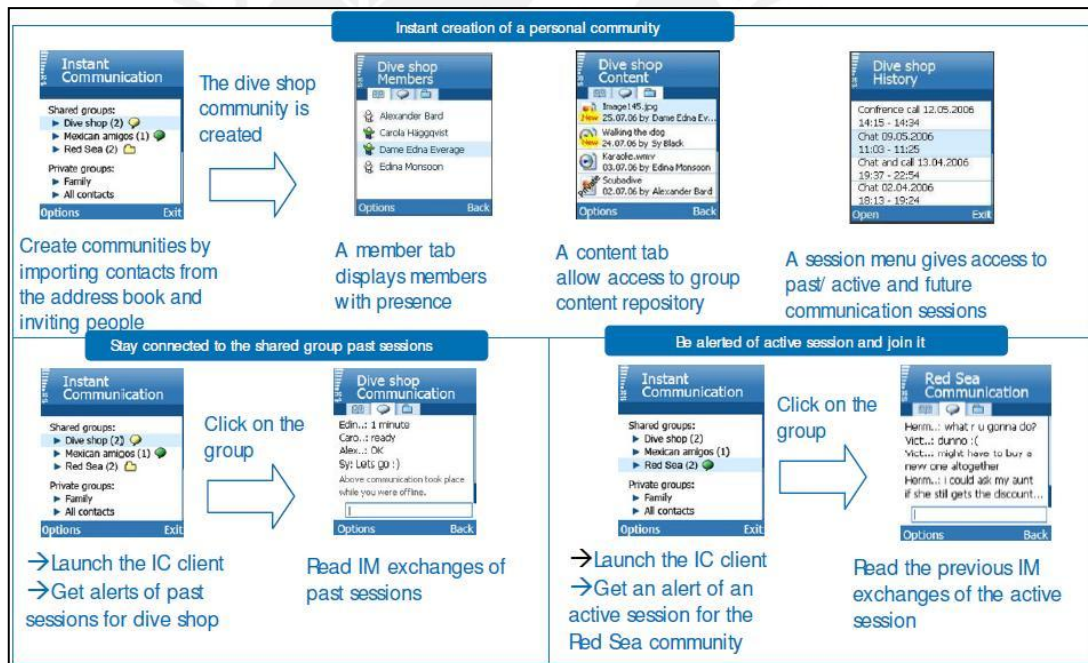 Instant creation of a personal community
Instant
Communication
Shared groups:
Dive shop (2)
Mexican amigos (1)
Red Sea (2)
Private groups:
Family
All contacts
Options Exit
The dive shop
community is
created
Dive shop
Members
Alexander Bard
Carola Häggqvist
Dame Edna Everage
Edina Monsoon
Options Back
Dive shop
Content
Image145.jpg
25.07.06 by Dame Edna Ev...
Walking the dog
24.07.06 by Sy Black
Karaole.wmv
03.07.06 by Edina Monsoon
Scubadive
02.07.06 by Alexander Bard
Options Back
Dive shop
History
Confrence call 12.05.2006
14:15 - 14:34
Chat 09.05.2006
11:03 - 11:25
Chat and call 13.04.2006
19:37 - 22:54
Chat 02.04.2006
18:13 - 19:24
Open Exit
Create communities by
importing contacts from
the address book and
inviting people
A member tab
displays members
with presence
A content tab
allow access to group
content repository
A session menu gives access to
past/ active and future
communication sessions
Stay connected to the shared group past sessions
Instant
Communication
Shared groups:
Dive shop (2)
Mexican amigos (1)
Red Sea (2)
Private groups:
Family
All contacts
Options Exit
Click on the
group
Dive shop
Communication
Edin..: 1 minute
Caro..: ready
Alex..: OK
Sy: Lets go :)
Above communication took place
while you were offline.
Options Back
→Launch the IC client
→Get alerts of past
sessions for dive shop
Read IM exchanges of
past sessions
Be alerted of active session and join it
Instant
Communication
Shared groups:
Dive shop (2)
Mexican amigos (1)
Red Sea (2)
Private groups:
Family
All contacts
Options Exit
Click on the
group
Red Sea
Communication
Herm..: what r u gonna do?
Vict..: dunno :(
Vict... might have to buy a
new one altogether
Herm..: i could ask my aunt
if she still gets the discount...
Options Back
→Launch the IC client
→Get an alert of an
active session for the
Red Sea community
Read the previous IM
exchanges of the active
session